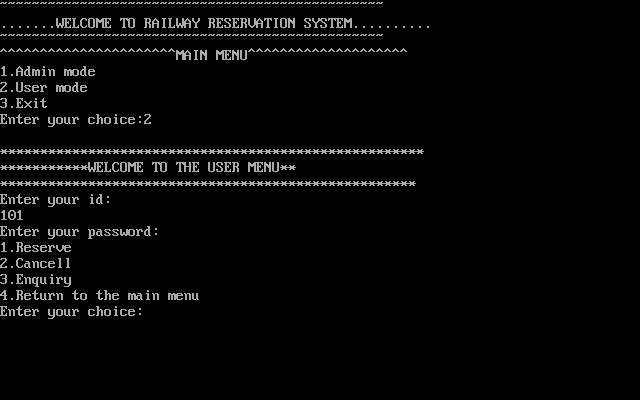 ~~~~~~~~~~~~~~~~~~~~~~~~~~~~~~~~~~~~~~~~~~~~~~~~
.......WELCOME TO RAILWAY RESERVATION SYSTEM..........
~~~~~~~~~~~~~~~~~~~~~~~~~~~~~~~~~~~~~~~~~~~~~~~~
^^^^^^^^^^^^^^^^^^^^^^MAIN MENU^^^^^^^^^^^^^^^^^^^^
1.Admin mode
2.User mode
3.Exit
Enter your choice:2
*****************************************************
***********WELCOME TO THE USER MENU**
****************************************************
Enter your id:
101
Enter your password:
1.Reserve
2.Cancell
3.Enquiry
4.Return to the main menu
Enter your choice: